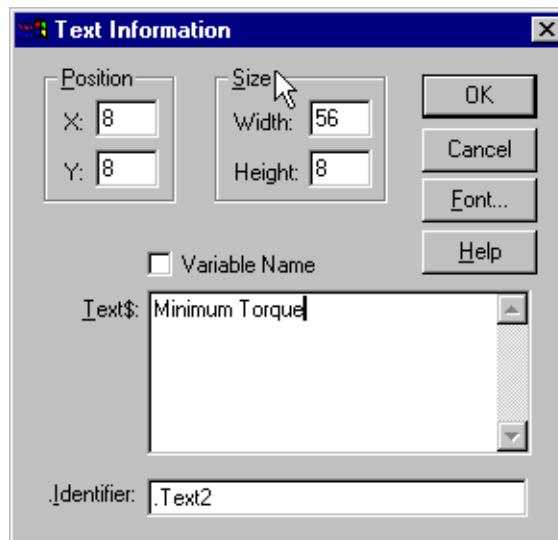 Text Information
Position
X: 8
Y: 8
Size
Width: 56
Height: 8
OK
Cancel
Font...
Help
Variable Name
Text$: Minimum Torque
.Identifier: .Text2